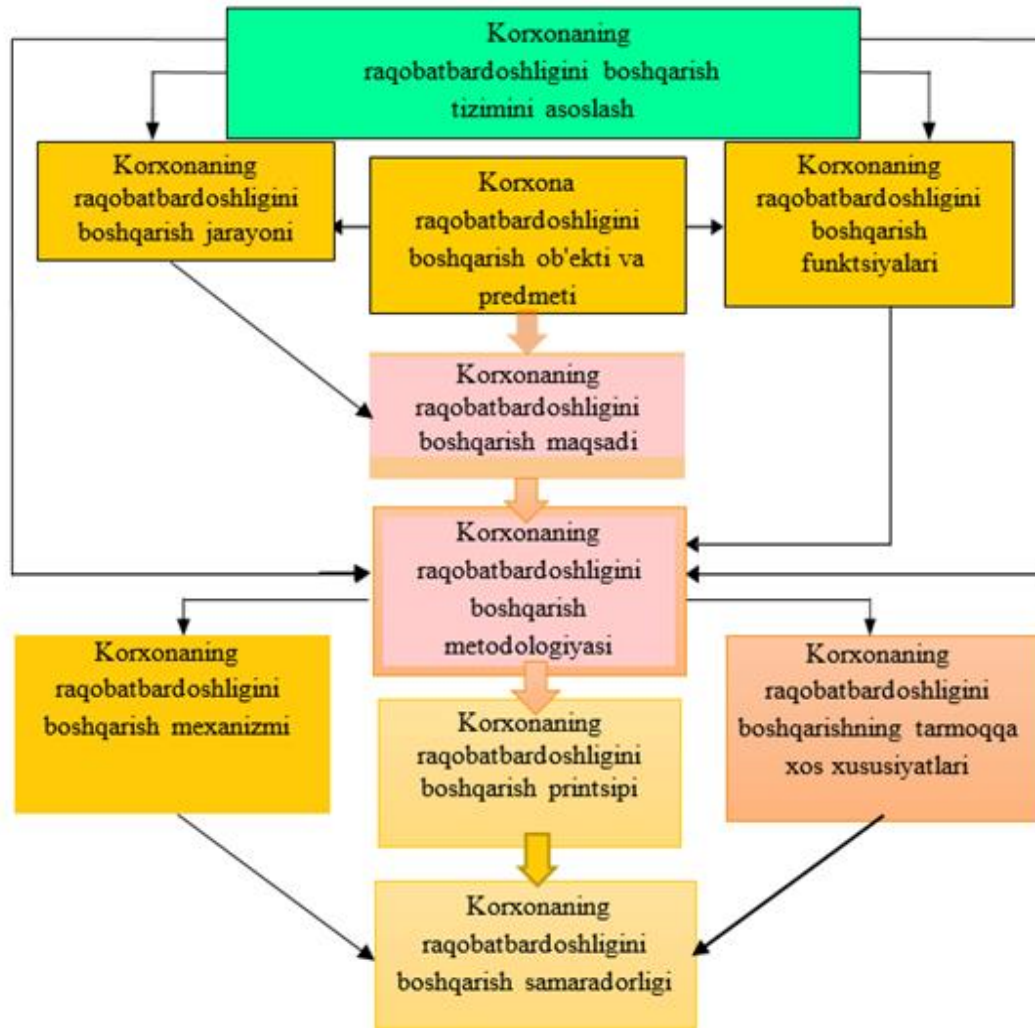 Korxonaning
raqobatbardoshligini boshqarish
tizimini asoslash
Korxonaning
raqobatbardoshligini
boshqarish jarayoni
Korxona
raqobatbardoshligini
boshqarish ob'ekti va
predmeti
Korxonaning
raqobatbardoshligini
boshqarish
funktsiyalari
Korxonaning
raqobatbardoshligini
boshqarish maqsadi
Korxonaning
raqobatbardoshligini
boshqarish
metodologiyasi
Korxonaning
raqobatbardoshligini
boshqarish mexanizmi
Korxonaning
raqobatbardoshligini
boshqarish printsipi
Korxonaning
raqobatbardoshligini
boshqarishning tarmoqqa
xos xususiyatlari
Korxonaning
raqobatbardoshligini
boshqarish samaradorligi